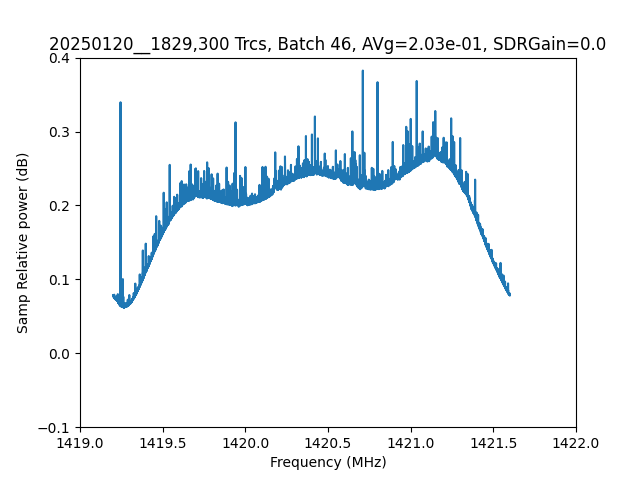 20250120__1829,300 Trcs, Batch 46, AVg=2.03e-01, SDRGain=0.0
0.4
0.3
0.2
0.1
0.0
−0.1
Samp Relative power (dB)
1419.0 1419.5 1420.0 1420.5 1421.0 1421.5 1422.0
Frequency (MHz)